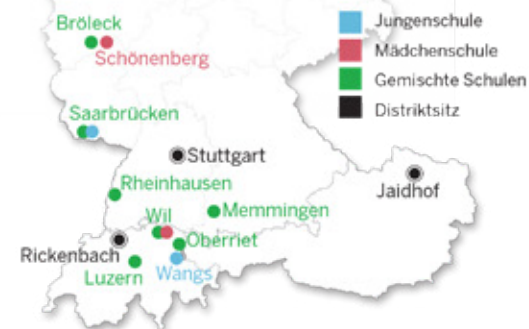 Bröleck
Schönenberg
Jungenschule
Mädchenschule
Gemischte Schulen
Distriktsitz
Saarbrücken
Stuttgart
Rheinhausen
Jaidhof
Memmingen
Wil
Oberriet
Rickenbach
Luzern
Wangs